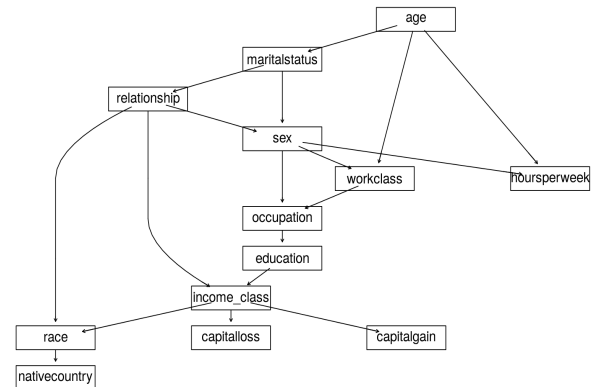 age
maritalstatus
relationship
sex
workclass
hoursperweek
occupation
education
income_class
race
capitalloss
capitalgain
nativecountry